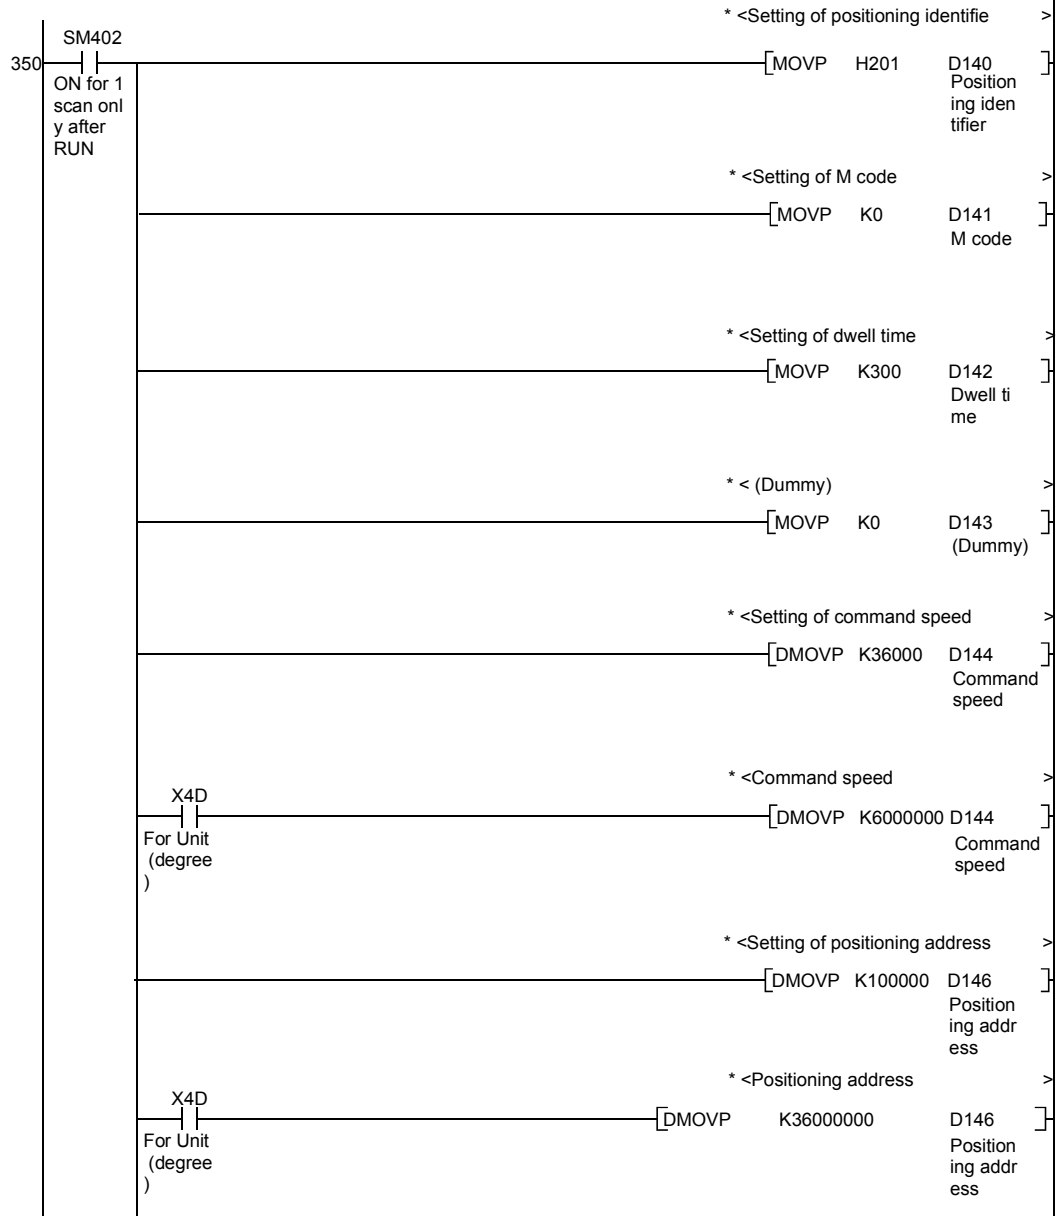 * <Setting of positioning identifie >
SM402
350
MOVP H201 D140
ON for 1
scan onl
y after
RUN
Position
ing iden
tifier
* <Setting of M code >
MOVP K0 D141
M code
* <Setting of dwell time >
MOVP K300 D142
Dwell ti
me
* < (Dummy) >
MOVP K0 D143
(Dummy)
* <Setting of command speed >
DMOVP K36000 D144
Command
speed
* <Command speed >
X4D
DMOVP K6000000 D144
For Unit
(degree
)
Command
speed
* <Setting of positioning address >
DMOVP K100000 D146
Position
ing addr
ess
* <Positioning address >
X4D
DMOVP K36000000 D146
For Unit
(degree
)
Position
ing addr
ess